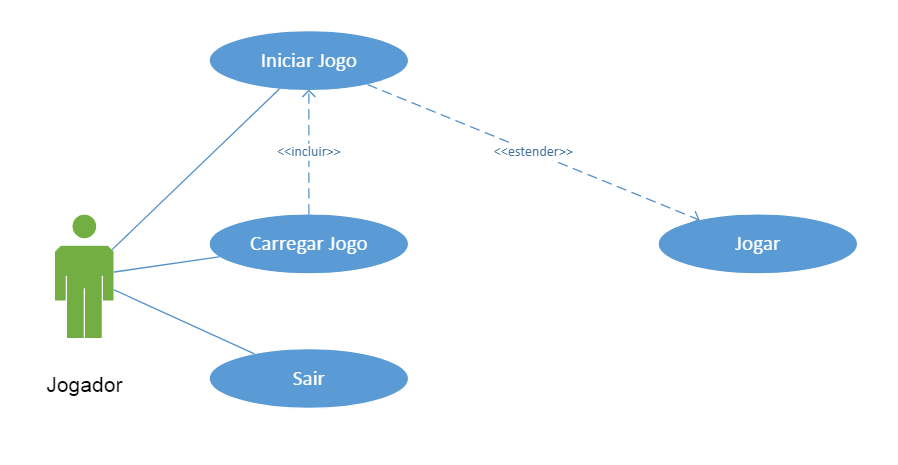 Iniciar Jogo
<<incluir>>
<<estender>>
Carregar Jogo
Jogar
Sair
Jogador